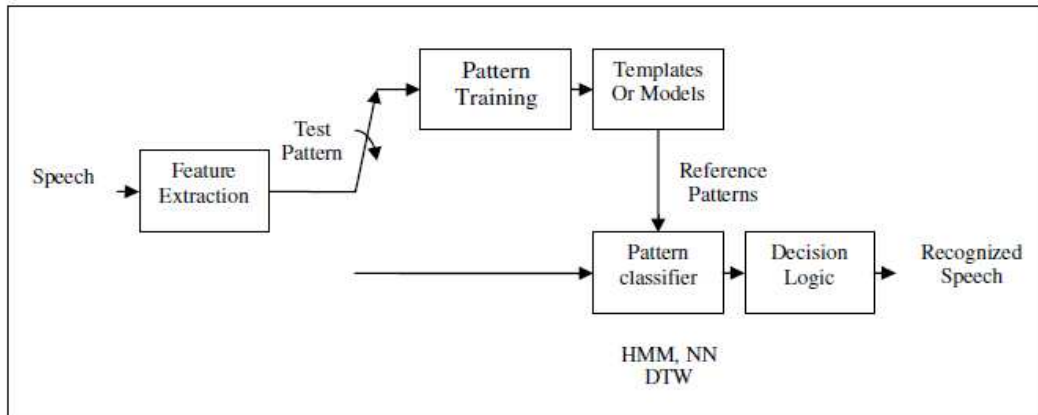 Speech
Feature
Extraction
Test
Pattern
Pattern
Training
Templates
Or Models
Reference
Patterns
Pattern
classifier
Decision
Logic
Recognized
Speech
HMM, NN
DTW